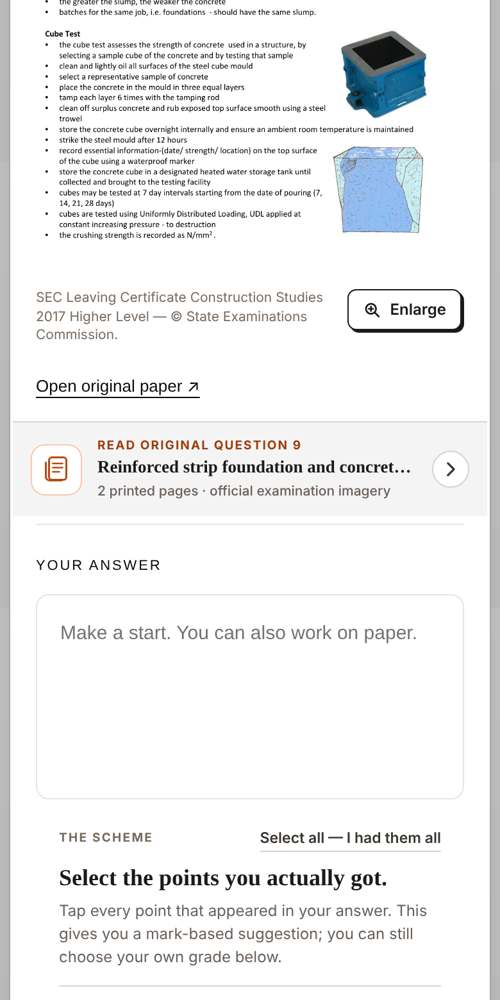 • the greater the slump, the weaker the concrete
• batches for the same job, i.e. foundations - should have the same slump.
Cube Test
• the cube test assesses the strength of concrete used in a structure, by
selecting a sample cube of the concrete and by testing that sample
• clean and lightly oil all surfaces of the steel cube mould
• select a representative sample of concrete
• place the concrete in the mould in three equal layers
• tamp each layer 6 times with the tamping rod
• clean off surplus concrete and rub exposed top surface smooth using a steel
trowel
• store the concrete cube overnight internally and ensure an ambient room temperature is maintained
• strike the steel mould after 12 hours
• record essential information-(date/ strength/ location) on the top surface
of the cube using a waterproof marker
• store the concrete cube in a designated heated water storage tank until
collected and brought to the testing facility
• cubes may be tested at 7 day intervals starting from the date of pouring (7,
14, 21, 28 days)
• cubes are tested using Uniformly Distributed Loading, UDL applied at
constant increasing pressure - to destruction
• the crushing strength is recorded as N/mm².
SEC Leaving Certificate Construction Studies
2017 Higher Level — © State Examinations
Commission.
Enlarge
Open original paper ↗
READ ORIGINAL QUESTION 9
Reinforced strip foundation and concret…
2 printed pages · official examination imagery
YOUR ANSWER
Make a start. You can also work on paper.
THE SCHEME
Select all — I had them all
Select the points you actually got.
Tap every point that appeared in your answer. This
gives you a mark-based suggestion; you can still
choose your own grade below.